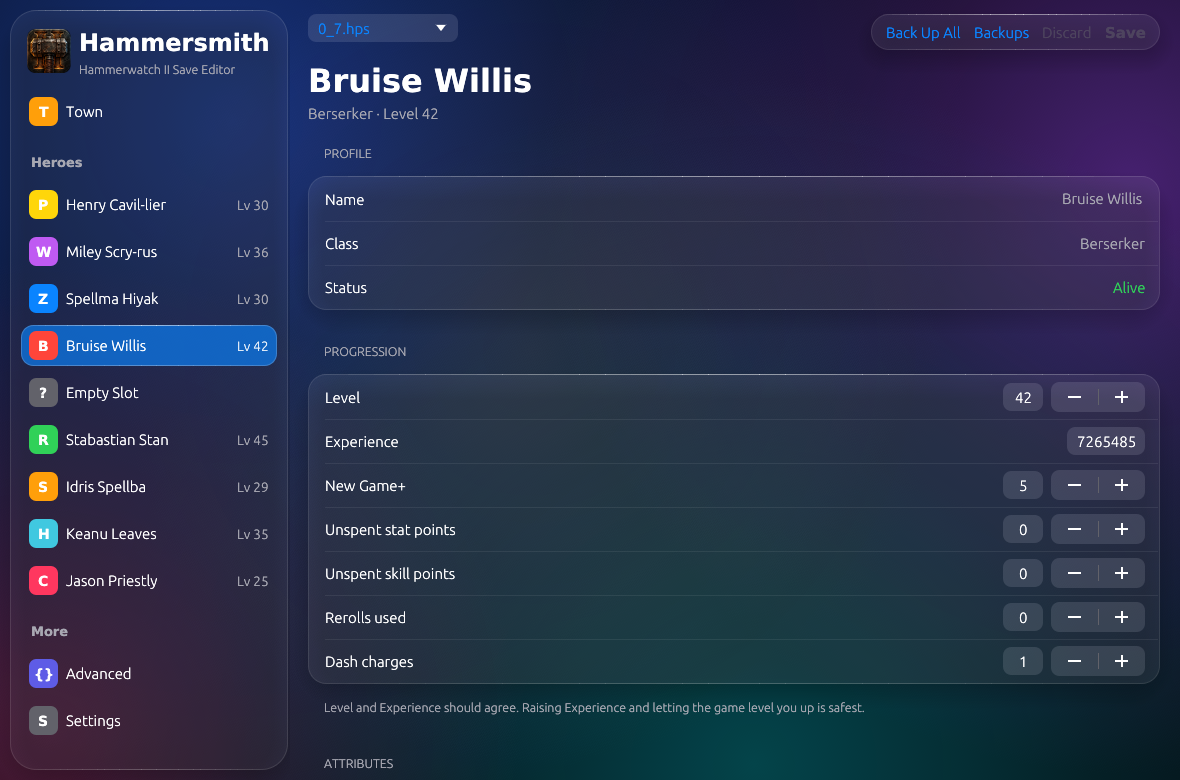 Hammersmith
Hammerwatch II Save Editor
T Town
Heroes
P Henry Cavil-lier Lv 30
W Miley Scry-rus Lv 36
Z Spellma Hiyak Lv 30
B Bruise Willis Lv 42
? Empty Slot
R Stabastian Stan Lv 45
S Idris Spellba Lv 29
H Keanu Leaves Lv 35
C Jason Priestly Lv 25
More
{} Advanced
S Settings
0_7.hps
Back Up All Backups Discard Save
Bruise Willis
Berserker · Level 42
PROFILE
Name Bruise Willis
Class Berserker
Status Alive
PROGRESSION
Level 42 − +
Experience 7265485
New Game+ 5 − +
Unspent stat points 0 − +
Unspent skill points 0 − +
Rerolls used 0 − +
Dash charges 1 − +
Level and Experience should agree. Raising Experience and letting the game level you up is safest.
ATTRIBUTES